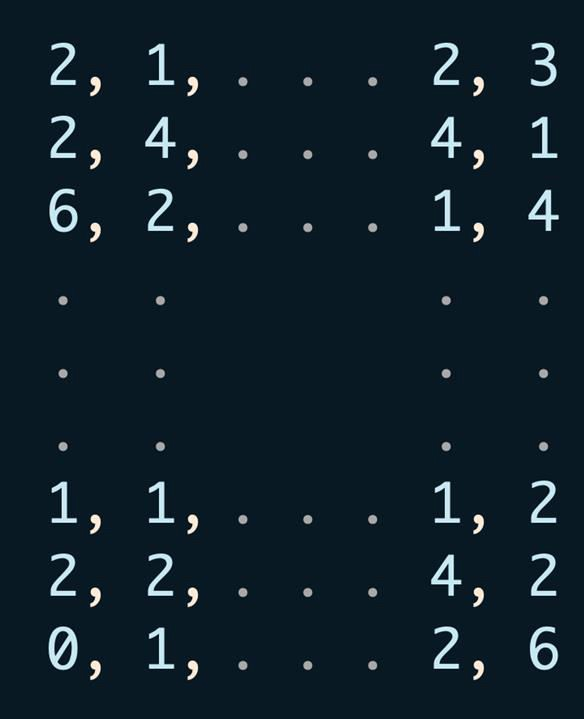 2, 1, . . . 2, 3
2, 4, . . . 4, 1
6, 2, . . . 1, 4
. . . .
. . . .
. . . .
1, 1, . . . 1, 2
2, 2, . . . 4, 2
0, 1, . . . 2, 6